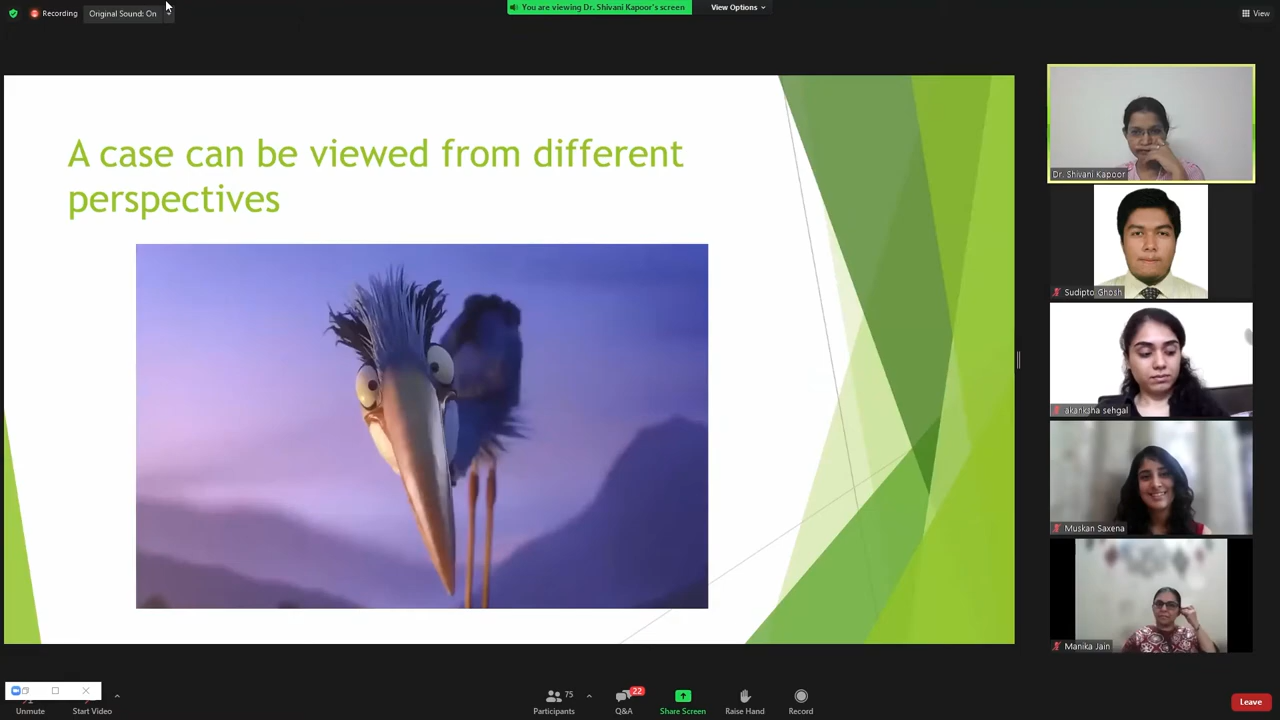 Recording
Original Sound: On
You are viewing Dr. Shivani Kapoor's screen
View Options
View
A case can be viewed from different
perspectives
Dr. Shivani Kapoor
Sudipto Ghosh
akanksha sehgal
Muskan Saxena
Manika Jain
Unmute
Start Video
75
Participants
22
Q&A
Share Screen
Raise Hand
Record
Leave